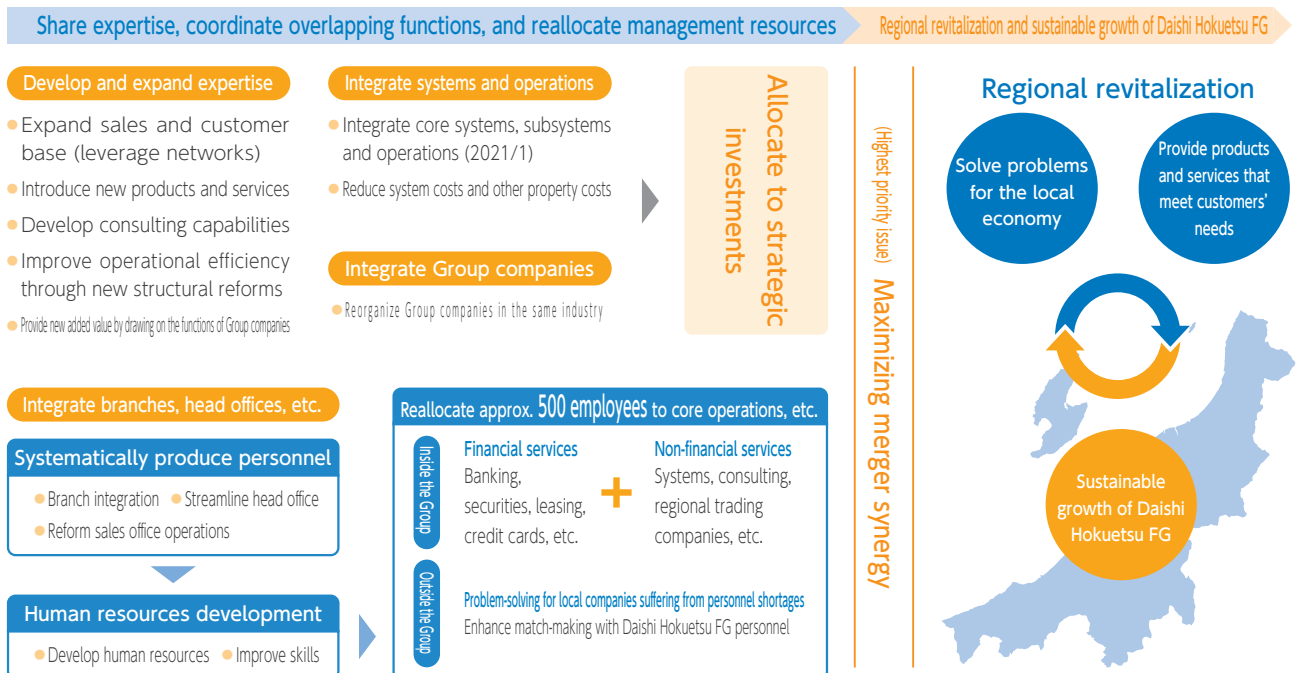 Share expertise, coordinate overlapping functions, and reallocate management resources
Regional revitalization and sustainable growth of Daishi Hokuetsu FG
Develop and expand expertise
Expand sales and customer
base (leverage networks)
Introduce new products and services
Develop consulting capabilities
Improve operational efficiency
through new structural reforms
Provide new added value by drawing on the functions of Group companies
Integrate systems and operations
Integrate core systems, subsystems
and operations (2021/1)
Reduce system costs and other property costs
Integrate Group companies
Reorganize Group companies in the same industry
Allocate to strategic
investments
Integrate branches, head offices, etc.
Systematically produce personnel
Branch integration
Streamline head office
Reform sales office operations
Human resources development
Develop human resources
Improve skills
Reallocate approx. 500 employees to core operations, etc.
Inside the Group
Financial services
Banking,
securities, leasing,
credit cards, etc.
+
Non-financial services
Systems, consulting,
regional trading
companies, etc.
Outside the Group
Problem-solving for local companies suffering from personnel shortages
Enhance match-making with Daishi Hokuetsu FG personnel
(Highest priority issue) Maximizing merger synergy
Regional revitalization
Solve problems
for the local
economy
Provide products
and services that
meet customers'
needs
Sustainable
growth of Daishi
Hokuetsu FG